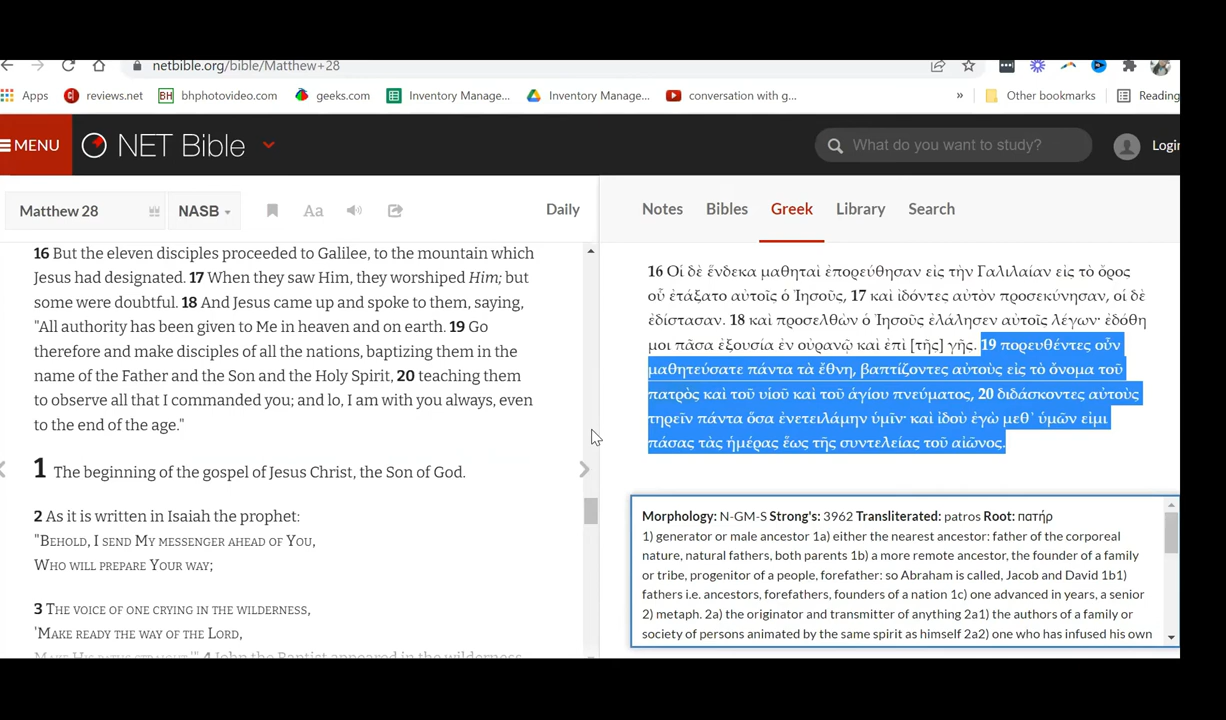 netbible.org/bible/Matthew+28
Apps reviews.net BH bhphotovideo.com geeks.com Inventory Manage... Inventory Manage... conversation with g... » Other bookmarks Reading
MENU NET Bible What do you want to study? Login
Matthew 28 NASB Aa Daily
16 But the eleven disciples proceeded to Galilee, to the mountain which
Jesus had designated. 17 When they saw Him, they worshiped Him; but
some were doubtful. 18 And Jesus came up and spoke to them, saying,
"All authority has been given to Me in heaven and on earth. 19 Go
therefore and make disciples of all the nations, baptizing them in the
name of the Father and the Son and the Holy Spirit, 20 teaching them
to observe all that I commanded you; and lo, I am with you always, even
to the end of the age."
1 The beginning of the gospel of Jesus Christ, the Son of God.
2 As it is written in Isaiah the prophet:
"BEHOLD, I SEND MY MESSENGER AHEAD OF YOU,
WHO WILL PREPARE YOUR WAY;
3 THE VOICE OF ONE CRYING IN THE WILDERNESS,
'MAKE READY THE WAY OF THE LORD,
MAKE HIS PATHS STRAIGHT.'" 4 John the Baptist appeared in the wilderness
Notes Bibles Greek Library Search
16 Οἱ δὲ ἕνδεκα μαθηταὶ ἐπορεύθησαν εἰς τὴν Γαλιλαίαν εἰς τὸ ὄρος
οὗ ἐτάξατο αὐτοῖς ὁ Ἰησοῦς, 17 καὶ ἰδόντες αὐτὸν προσεκύνησαν, οἱ δὲ
ἐδίστασαν. 18 καὶ προσελθὼν ὁ Ἰησοῦς ἐλάλησεν αὐτοῖς λέγων· ἐδόθη
μοι πᾶσα ἐξουσία ἐν οὐρανῷ καὶ ἐπὶ [τῆς] γῆς. 19 πορευθέντες οὖν
μαθητεύσατε πάντα τὰ ἔθνη, βαπτίζοντες αὐτοὺς εἰς τὸ ὄνομα τοῦ
πατρὸς καὶ τοῦ υἱοῦ καὶ τοῦ ἁγίου πνεύματος, 20 διδάσκοντες αὐτοὺς
τηρεῖν πάντα ὅσα ἐνετειλάμην ὑμῖν· καὶ ἰδοὺ ἐγὼ μεθ᾽ ὑμῶν εἰμι
πάσας τὰς ἡμέρας ἕως τῆς συντελείας τοῦ αἰῶνος.
Morphology: N-GM-S Strong's: 3962 Transliterated: patros Root: πατήρ
1) generator or male ancestor 1a) either the nearest ancestor: father of the corporeal
nature, natural fathers, both parents 1b) a more remote ancestor, the founder of a family
or tribe, progenitor of a people, forefather: so Abraham is called, Jacob and David 1b1)
fathers i.e. ancestors, forefathers, founders of a nation 1c) one advanced in years, a senior
2) metaph. 2a) the originator and transmitter of anything 2a1) the authors of a family or
society of persons animated by the same spirit as himself 2a2) one who has infused his own